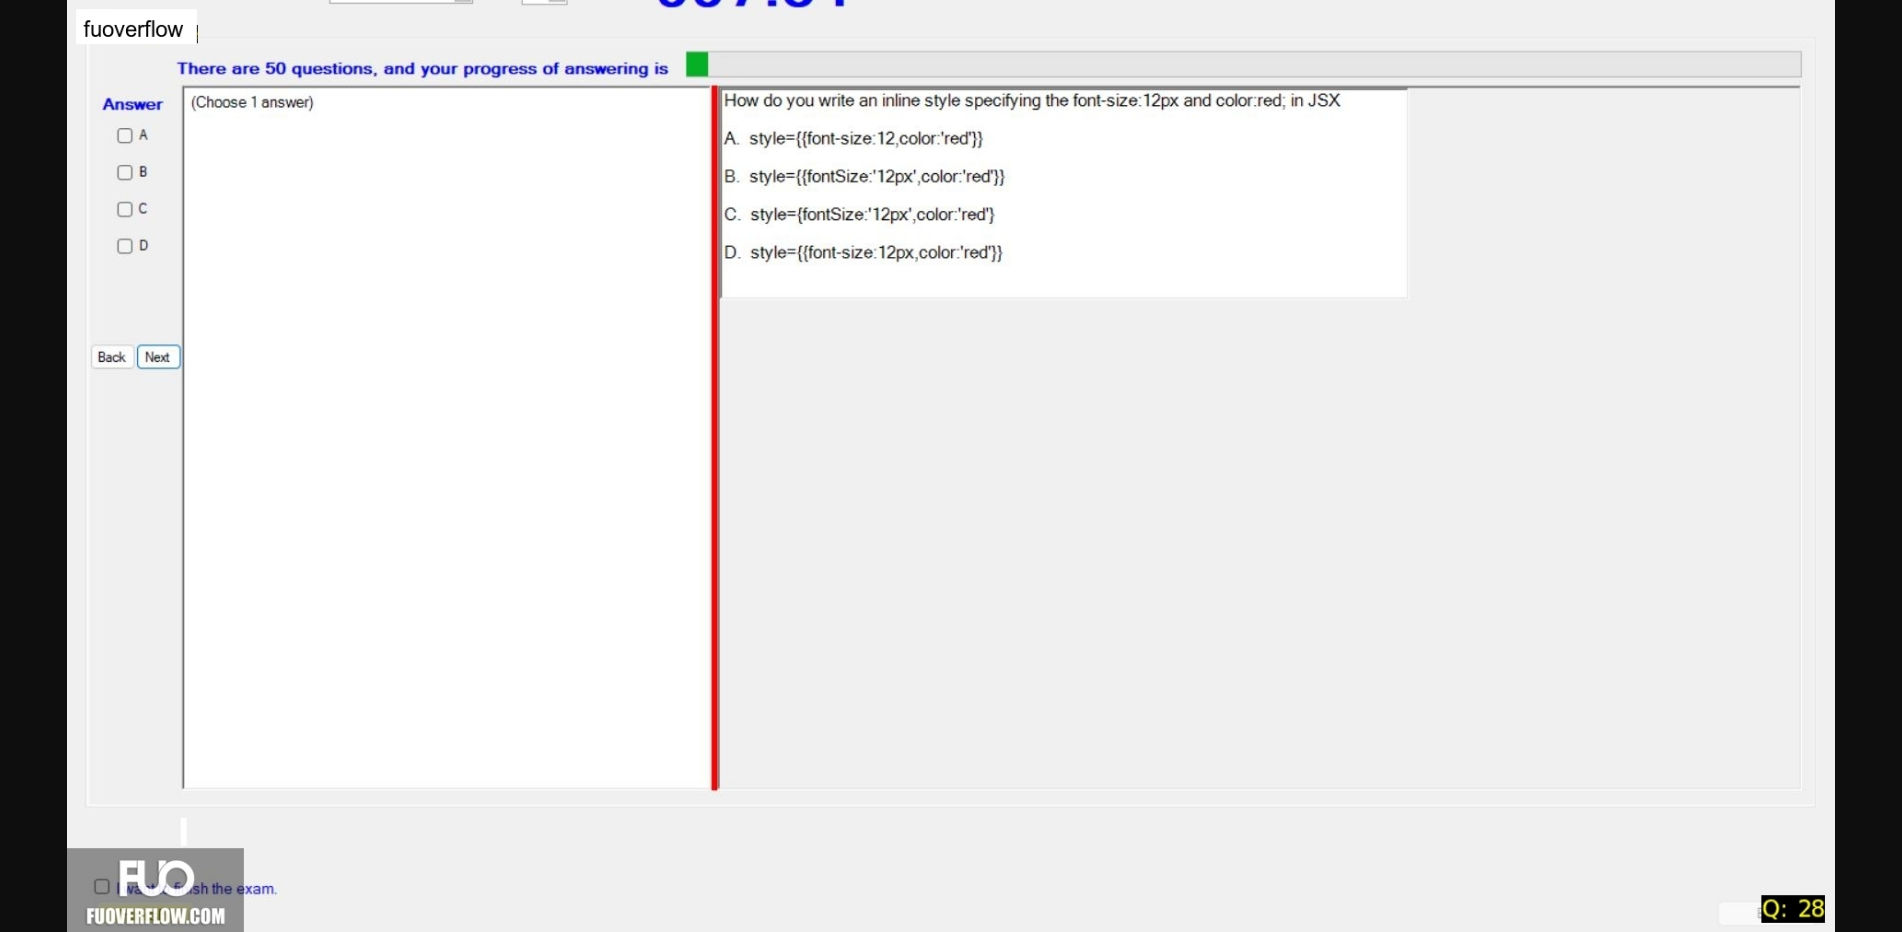 fuoverflow
There are 50 questions, and your progress of answering is
Answer
(Choose 1 answer)
A
B
C
D
Back Next
How do you write an inline style specifying the font-size:12px and color:red; in JSX
A. style={{font-size:12,color:'red'}}
B. style={{fontSize:'12px',color:'red'}}
C. style={fontSize:'12px',color:'red'}
D. style={{font-size:12px,color:'red'}}
FUO
the exam.
FUOVERFLOW.COM
Q: 28